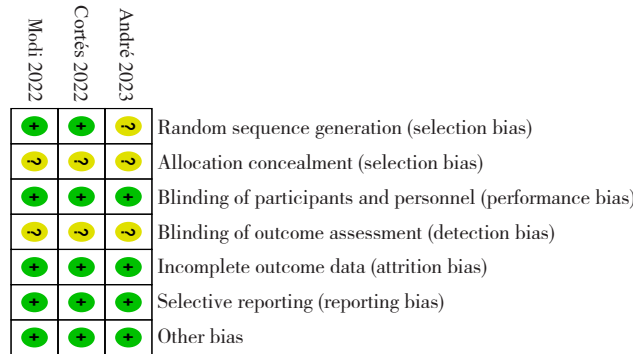 Modi 2022
Cortés 2022
André 2023
+ + ? Random sequence generation (selection bias)
? ? ? Allocation concealment (selection bias)
+ + + Blinding of participants and personnel (performance bias)
? ? ? Blinding of outcome assessment (detection bias)
+ + + Incomplete outcome data (attrition bias)
+ + + Selective reporting (reporting bias)
+ + + Other bias